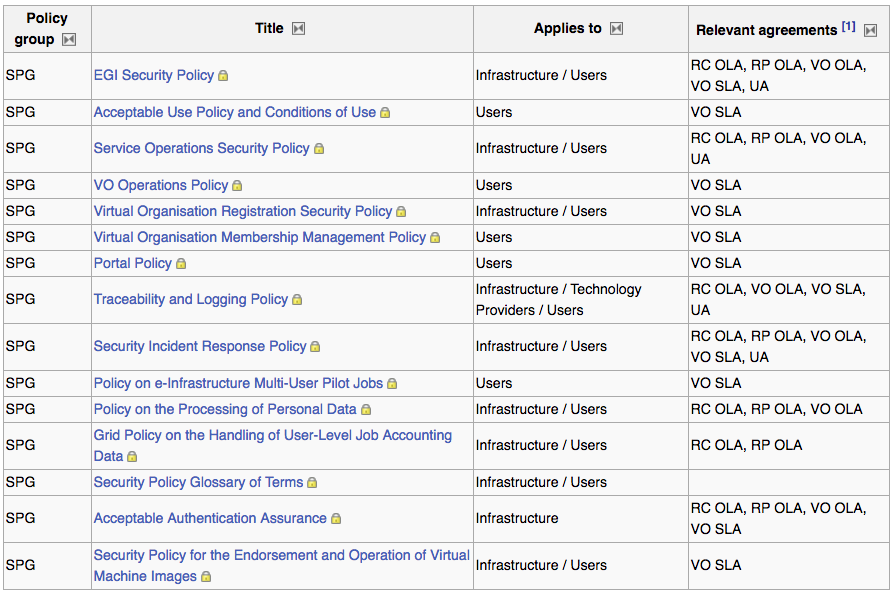 Policy group Title Applies to Relevant agreements [1]
SPG EGI Security Policy Infrastructure / Users RC OLA, RP OLA, VO OLA,
VO SLA, UA
SPG Acceptable Use Policy and Conditions of Use Users VO SLA
SPG Service Operations Security Policy Infrastructure / Users RC OLA, RP OLA, VO OLA,
UA
SPG VO Operations Policy Users VO SLA
SPG Virtual Organisation Registration Security Policy Infrastructure / Users VO SLA
SPG Virtual Organisation Membership Management Policy Users VO SLA
SPG Portal Policy Users VO SLA
SPG Traceability and Logging Policy Infrastructure / Technology
Providers / Users RC OLA, VO OLA, VO SLA,
UA
SPG Security Incident Response Policy Infrastructure / Users RC OLA, RP OLA, VO OLA,
VO SLA, UA
SPG Policy on e-Infrastructure Multi-User Pilot Jobs Users VO SLA
SPG Policy on the Processing of Personal Data Infrastructure / Users RC OLA, RP OLA, VO OLA
SPG Grid Policy on the Handling of User-Level Job Accounting
Data Infrastructure / Users RC OLA, RP OLA
SPG Security Policy Glossary of Terms Infrastructure / Users
SPG Acceptable Authentication Assurance Infrastructure RC OLA, RP OLA, VO OLA,
VO SLA
SPG Security Policy for the Endorsement and Operation of Virtual
Machine Images Infrastructure / Users VO SLA